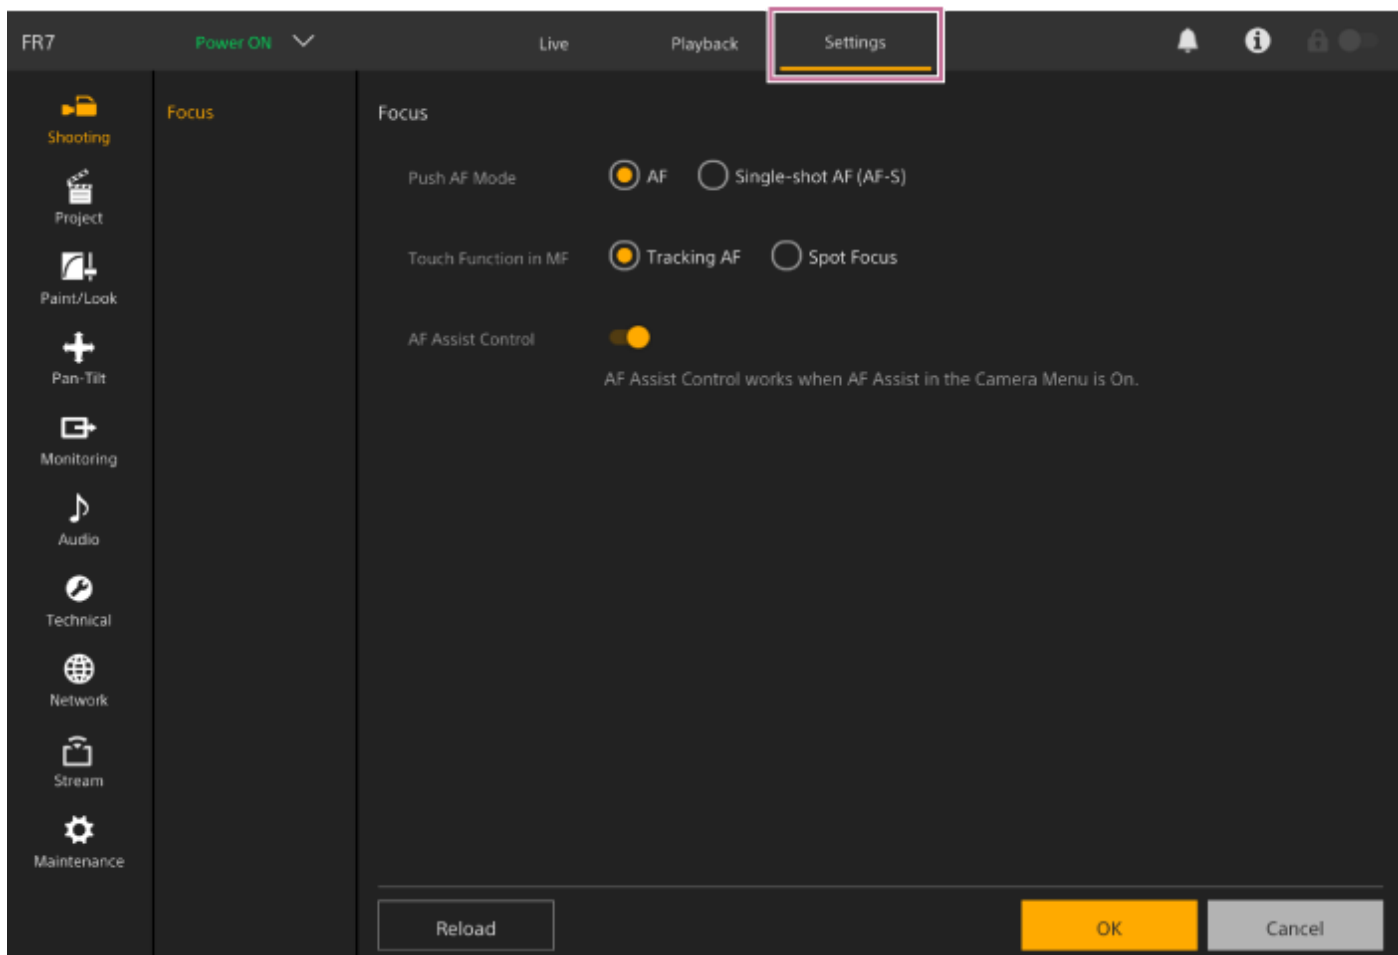 FR7
Power ON
Live
Playback
Settings
Shooting
Project
Paint/Look
Pan-Tilt
Monitoring
Audio
Technical
Network
Stream
Maintenance
Focus
Focus
Push AF Mode
AF
Single-shot AF (AF-S)
Touch Function in MF
Tracking AF
Spot Focus
AF Assist Control
AF Assist Control works when AF Assist in the Camera Menu is On.
Reload
OK
Cancel